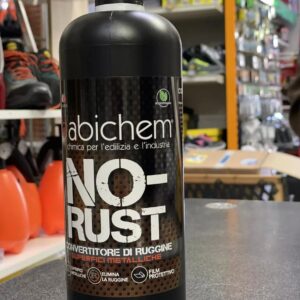 abichem
chimica per l'edilizia e l'industria
NO-
RUST
CONVERTITORE DI RUGGINE
SUPERFICI METALLICHE
ELIMINA
LA RUGGINE
FILM
PROTETTIVO